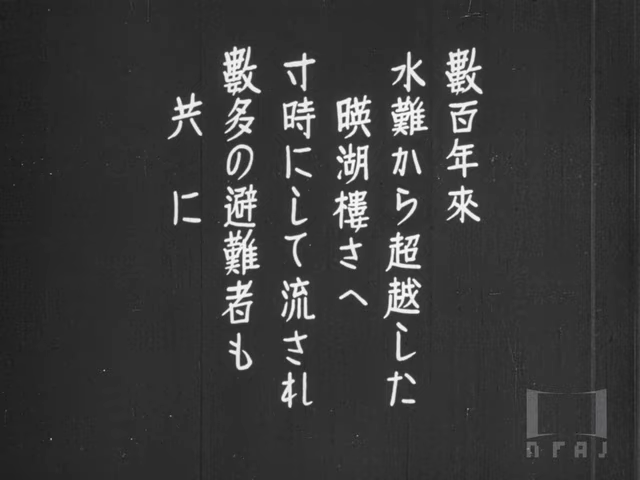 數百年來
水難から超越した
暎湖樓さへ
寸時にして流され
數多の避難者も
共に
NFAJ